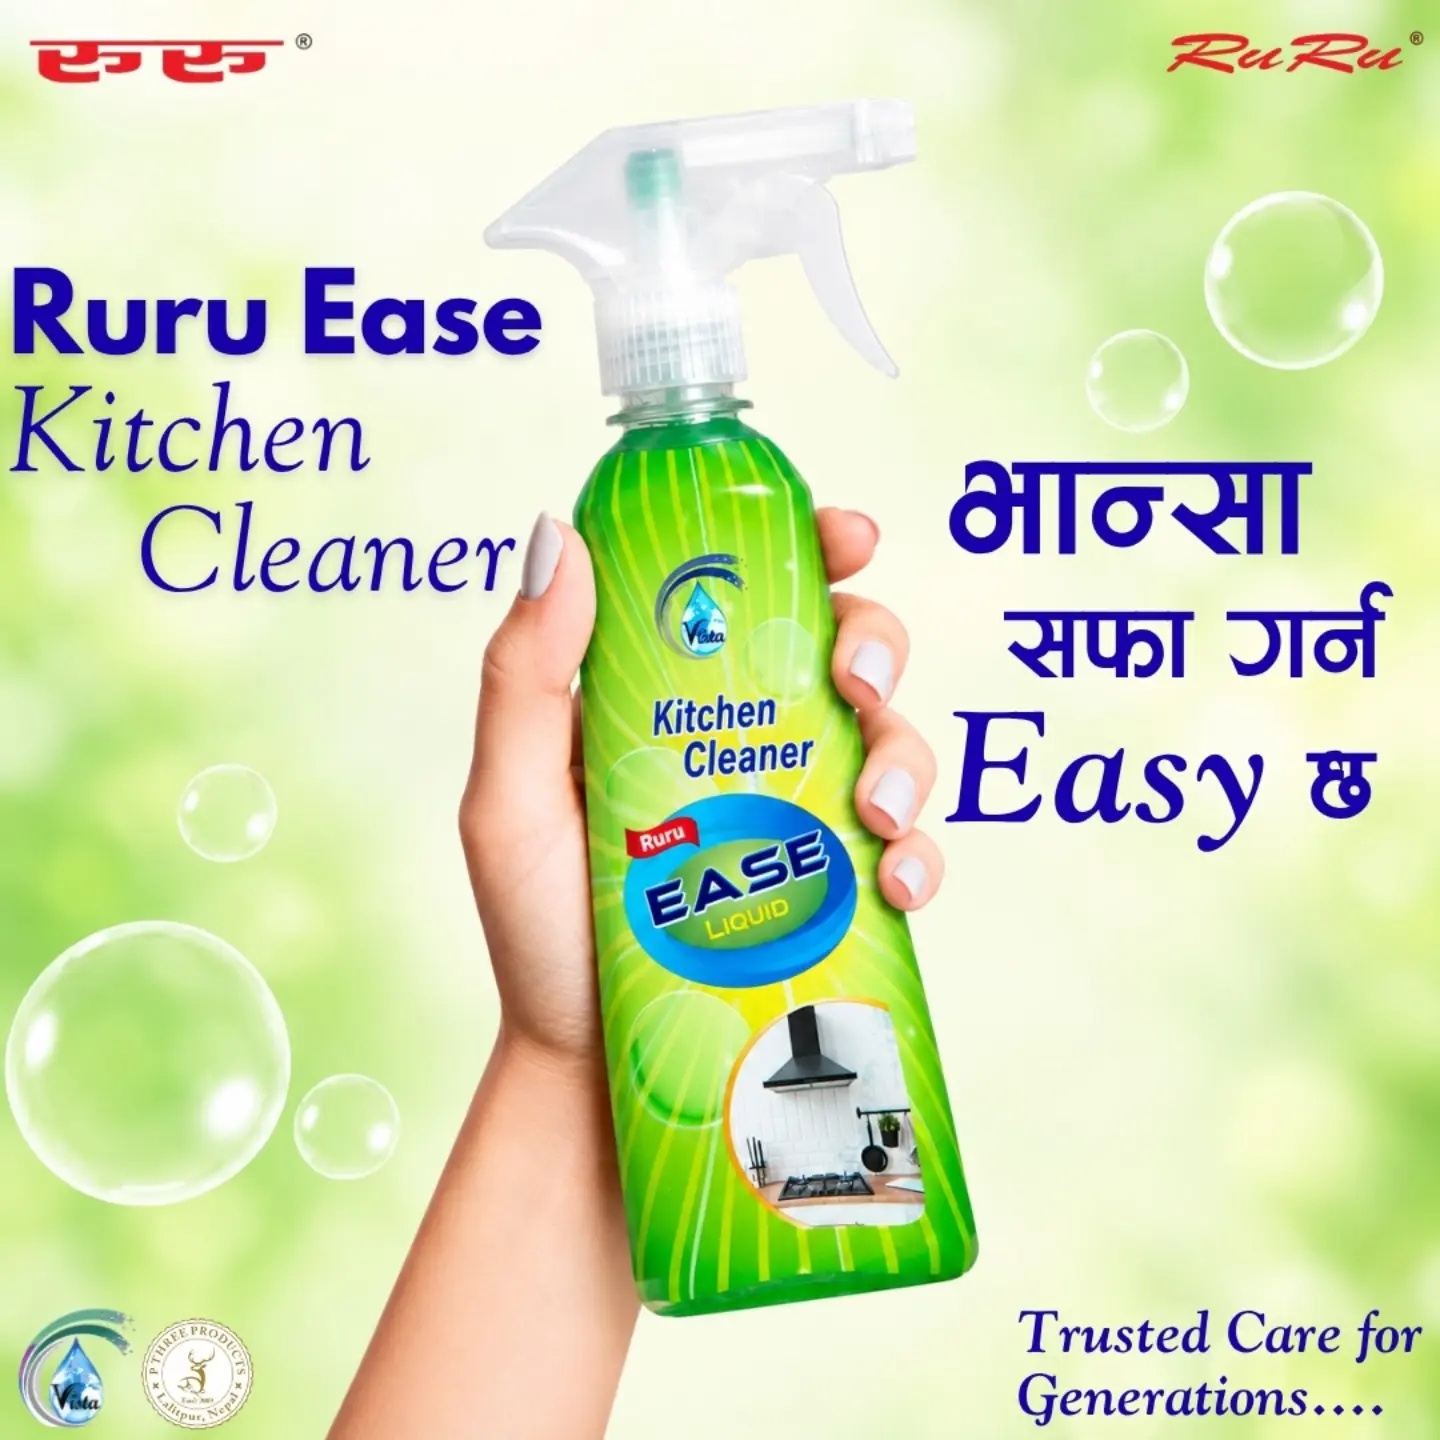 रुरु®
RuRu®
Ruru Ease
Kitchen
Cleaner
भान्सा
सफा गर्न
Easy छ
Vista
Kitchen
Cleaner
Ruru
EASE
LIQUID
Vista
P THREE PRODUCTS
Lalitpur, Nepal
Trusted Care for
Generations....